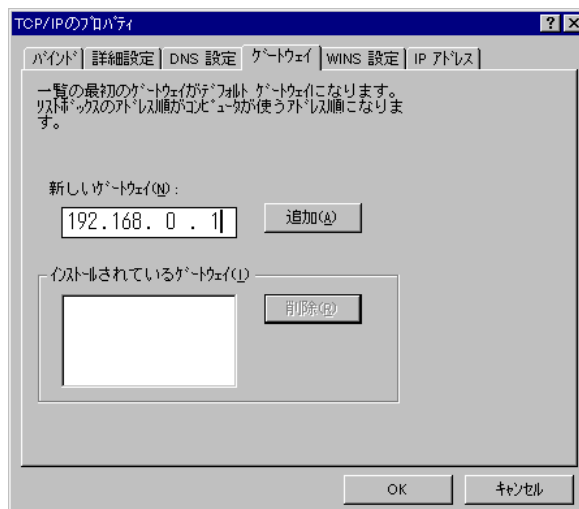 TCP/IPのﾌﾟﾛﾊﾟﾃｨ
ﾊﾞｲﾝﾄﾞ 詳細設定 DNS 設定 ｹﾞｰﾄｳｪｲ WINS 設定 IP ｱﾄﾞﾚｽ
一覧の最初のｹﾞｰﾄｳｪｲがﾃﾞﾌｫﾙﾄ ｹﾞｰﾄｳｪｲになります。
ﾘｽﾄﾎﾞｯｸｽのｱﾄﾞﾚｽ順がｺﾝﾋﾟｭｰﾀが使うｱﾄﾞﾚｽ順になりま
す。
新しいｹﾞｰﾄｳｪｲ(N) :
192.168. 0 . 1 追加(A)
ｲﾝｽﾄｰﾙされているｹﾞｰﾄｳｪｲ(I)
削除(R)
OK ｷｬﾝｾﾙ